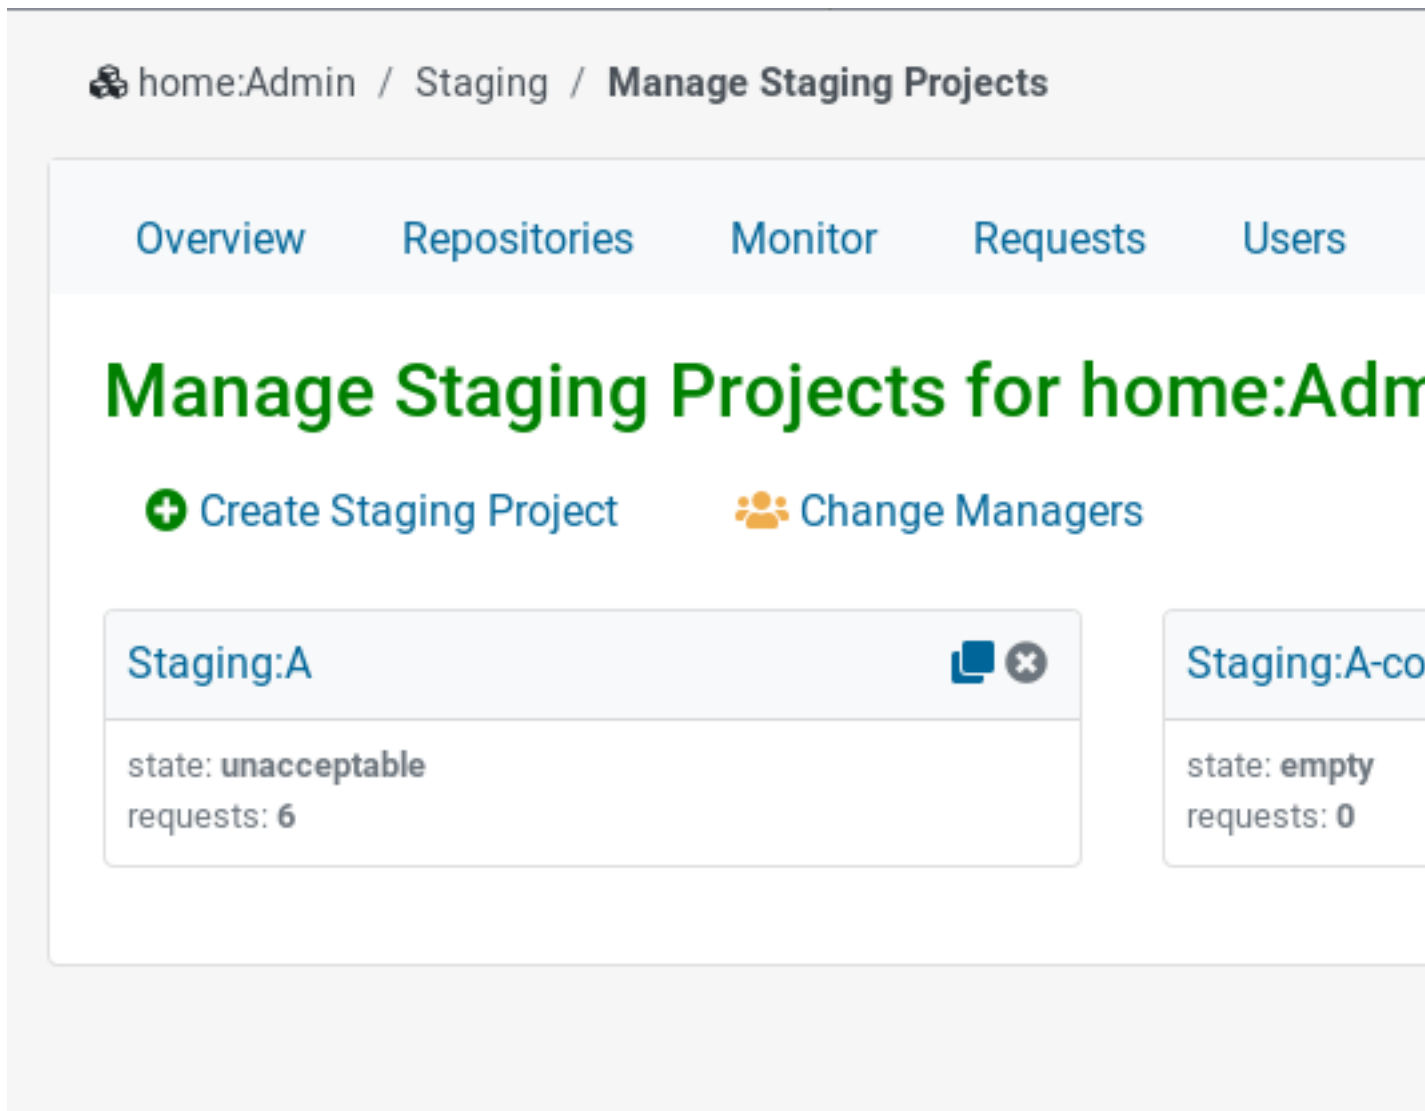 home:Admin / Staging / Manage Staging Projects
Overview Repositories Monitor Requests Users
Manage Staging Projects for home:Adm
Create Staging Project Change Managers
Staging:A Staging:A-co
state: unacceptable state: empty
requests: 6 requests: 0